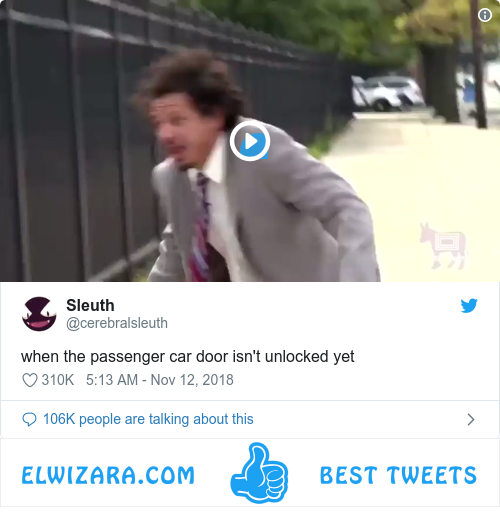 Sleuth
@cerebralsleuth
when the passenger car door isn't unlocked yet
310K 5:13 AM - Nov 12, 2018
106K people are talking about this
ELWIZARA.COM BEST TWEETS